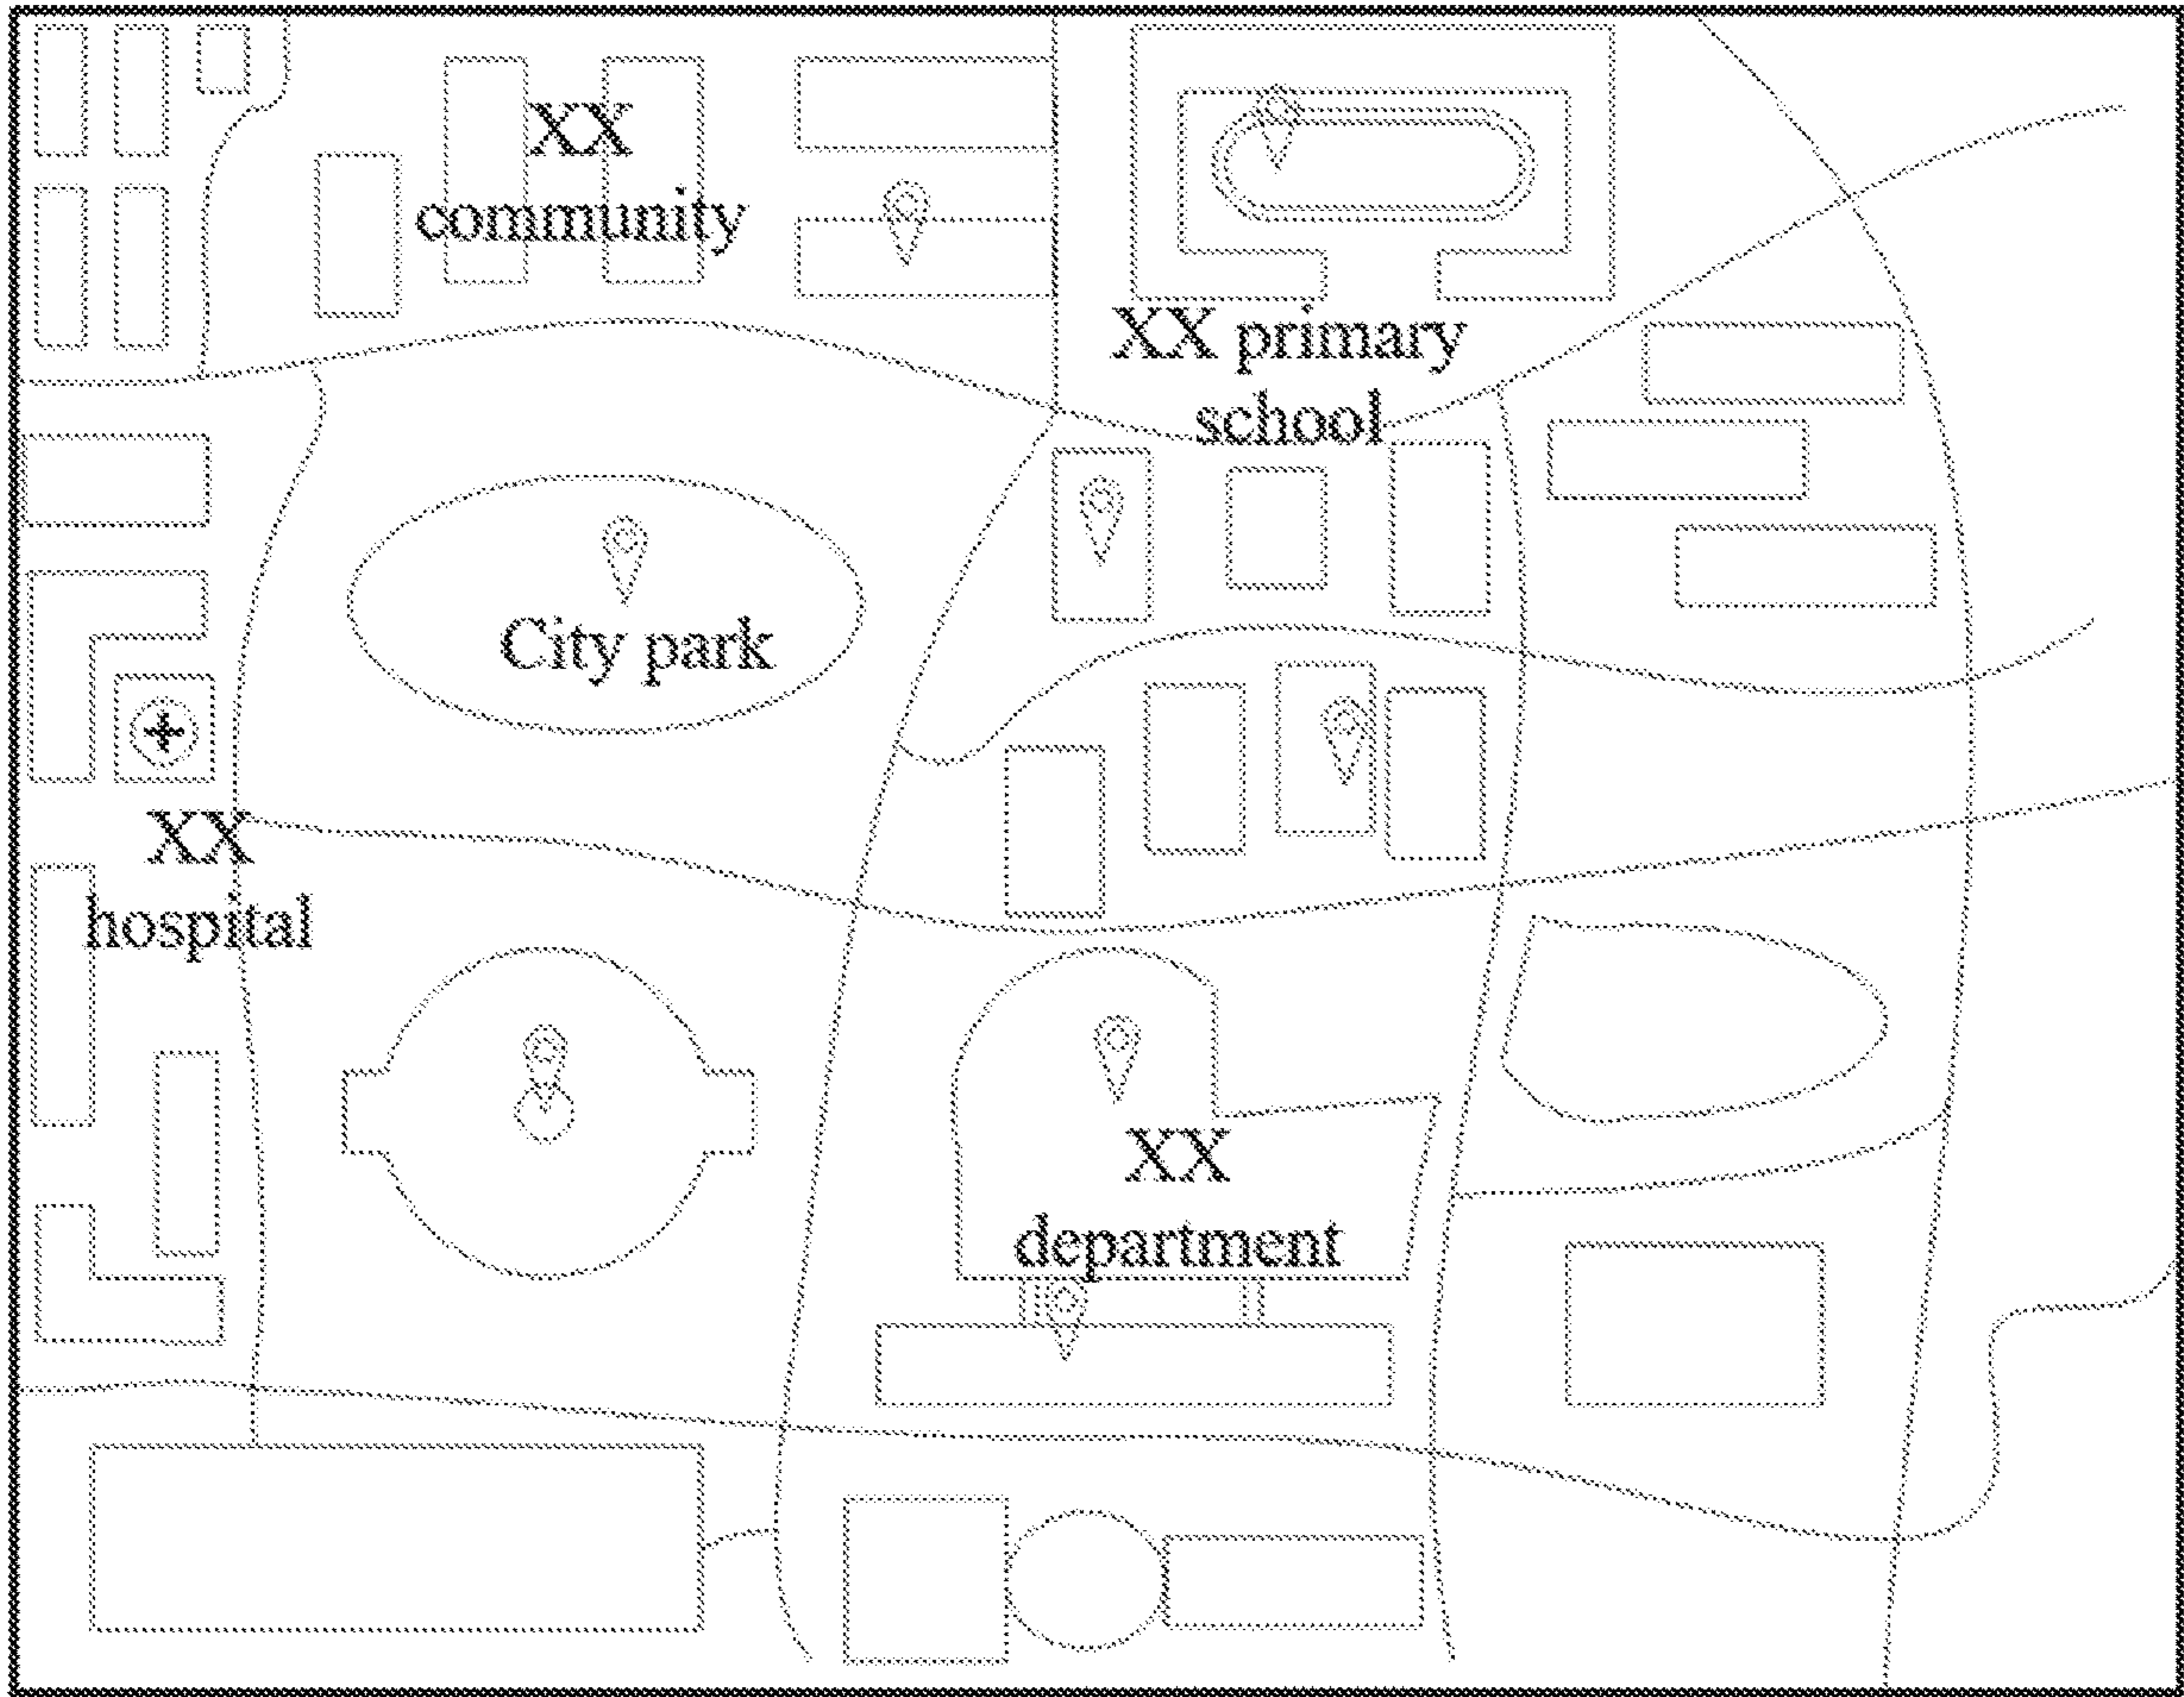 XX
community
XX primary
school
City park
XX
hospital
XX
department